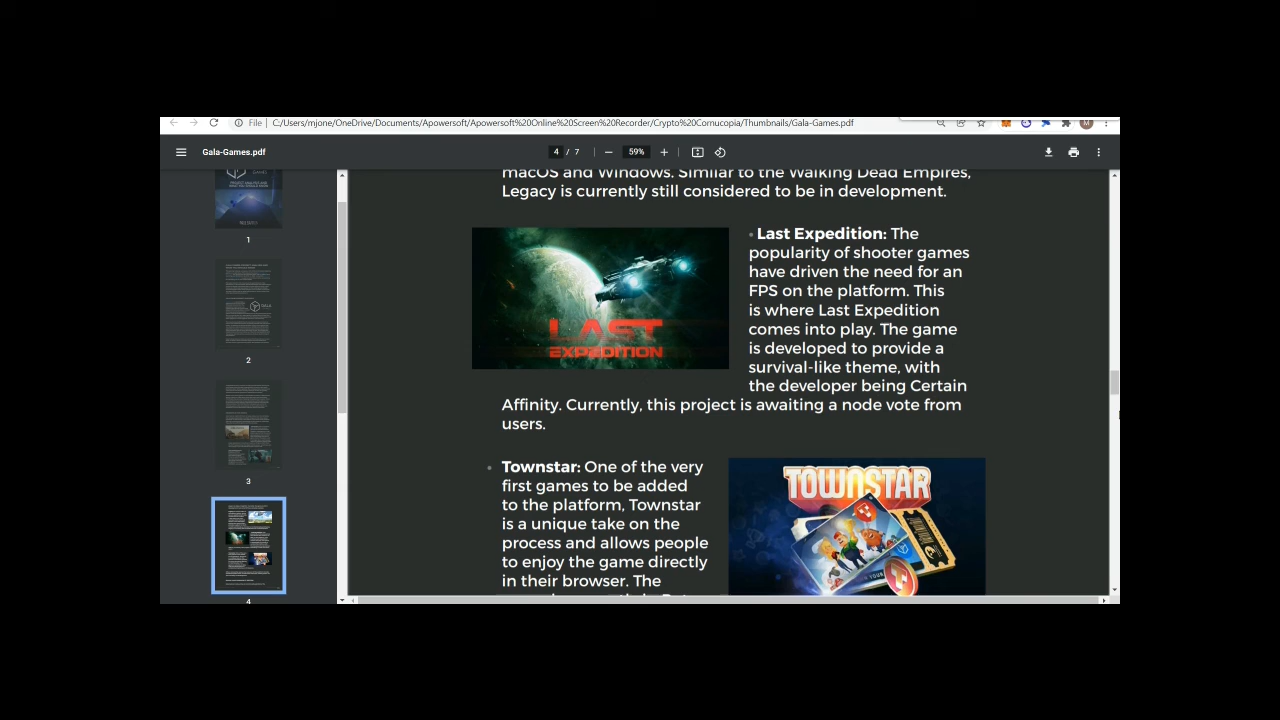 File
C:/Users/mjone/OneDrive/Documents/Apowersoft/Apowersoft%20Online%20Screen%20Recorder/Crypto%20Cornucopia/Thumbnails/Gala-Games.pdf
M
Gala-Games.pdf
4 / 7
59%
1
2
3
4
macOS and Windows. Similar to the Walking Dead Empires,
Legacy is currently still considered to be in development.
LAST
EXPEDITION
• Last Expedition: The
popularity of shooter games
have driven the need for an
FPS on the platform. This
is where Last Expedition
comes into play. The game
is developed to provide a
survival-like theme, with
the developer being Certain
Affinity. Currently, this project is awaiting a node vote from
users.
• Townstar: One of the very
first games to be added
to the platform, Townstar
is a unique take on the
process and allows people
to enjoy the game directly
in their browser. The
TOWNSTAR
YOUR